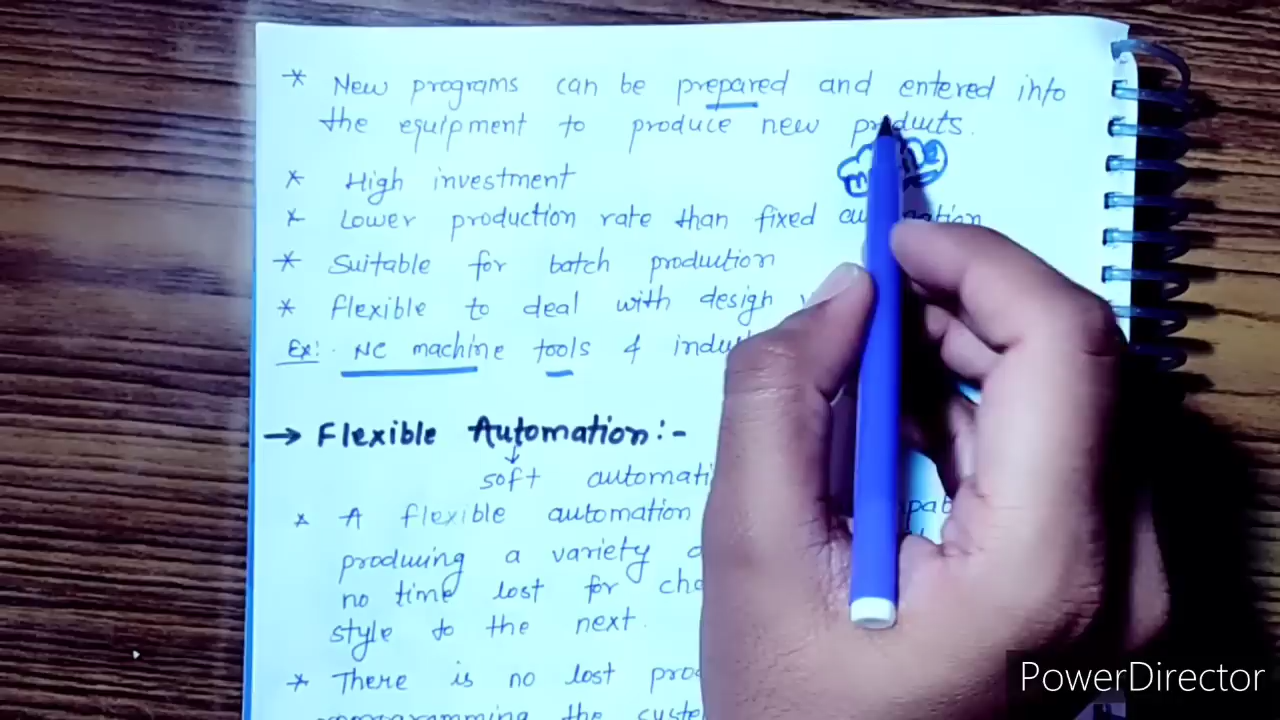 * New programs can be prepared and entered into
the equipment to produce new products.
* High investment
* Lower production rate than fixed
* Suitable for batch production
* Flexible to deal with design
Ex:- NC machine tools &
→ Flexible Automation:-
↓
soft
* A flexible automation
producing a variety
no time lost for
style to the next.
* There is no lost
the
PowerDirector